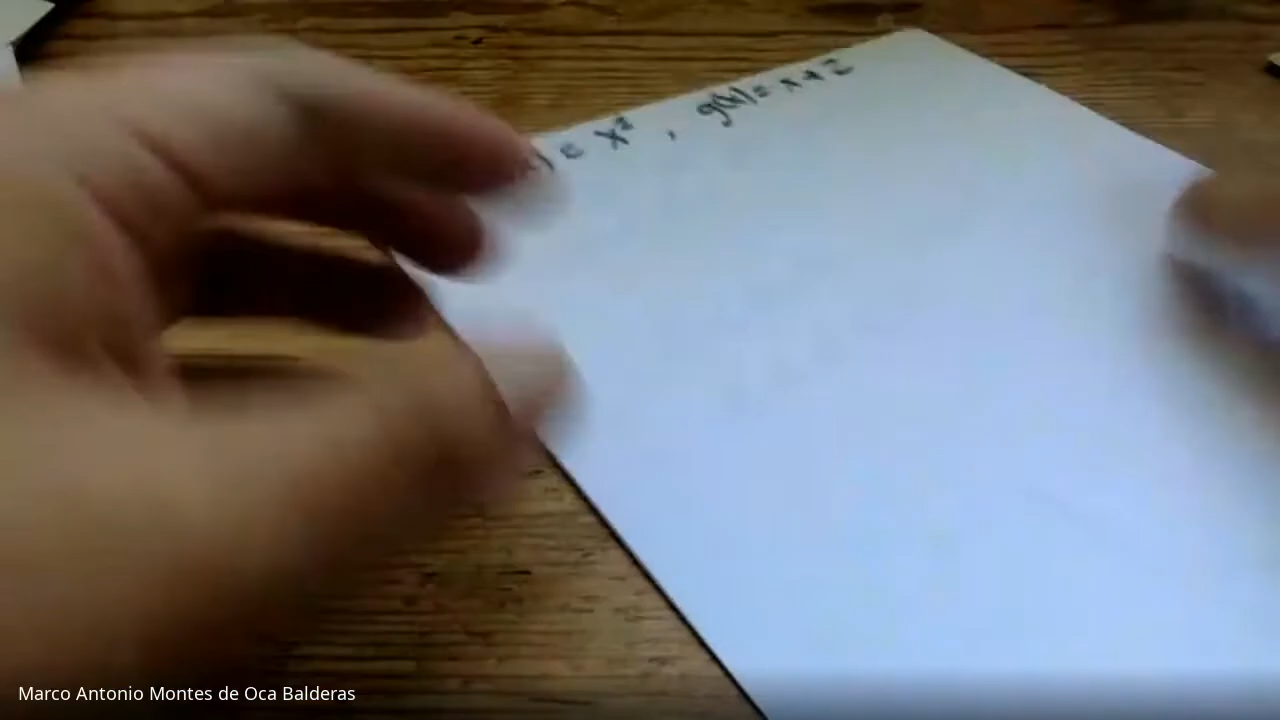 ) = x², g(x) = x+2
Marco Antonio Montes de Oca Balderas